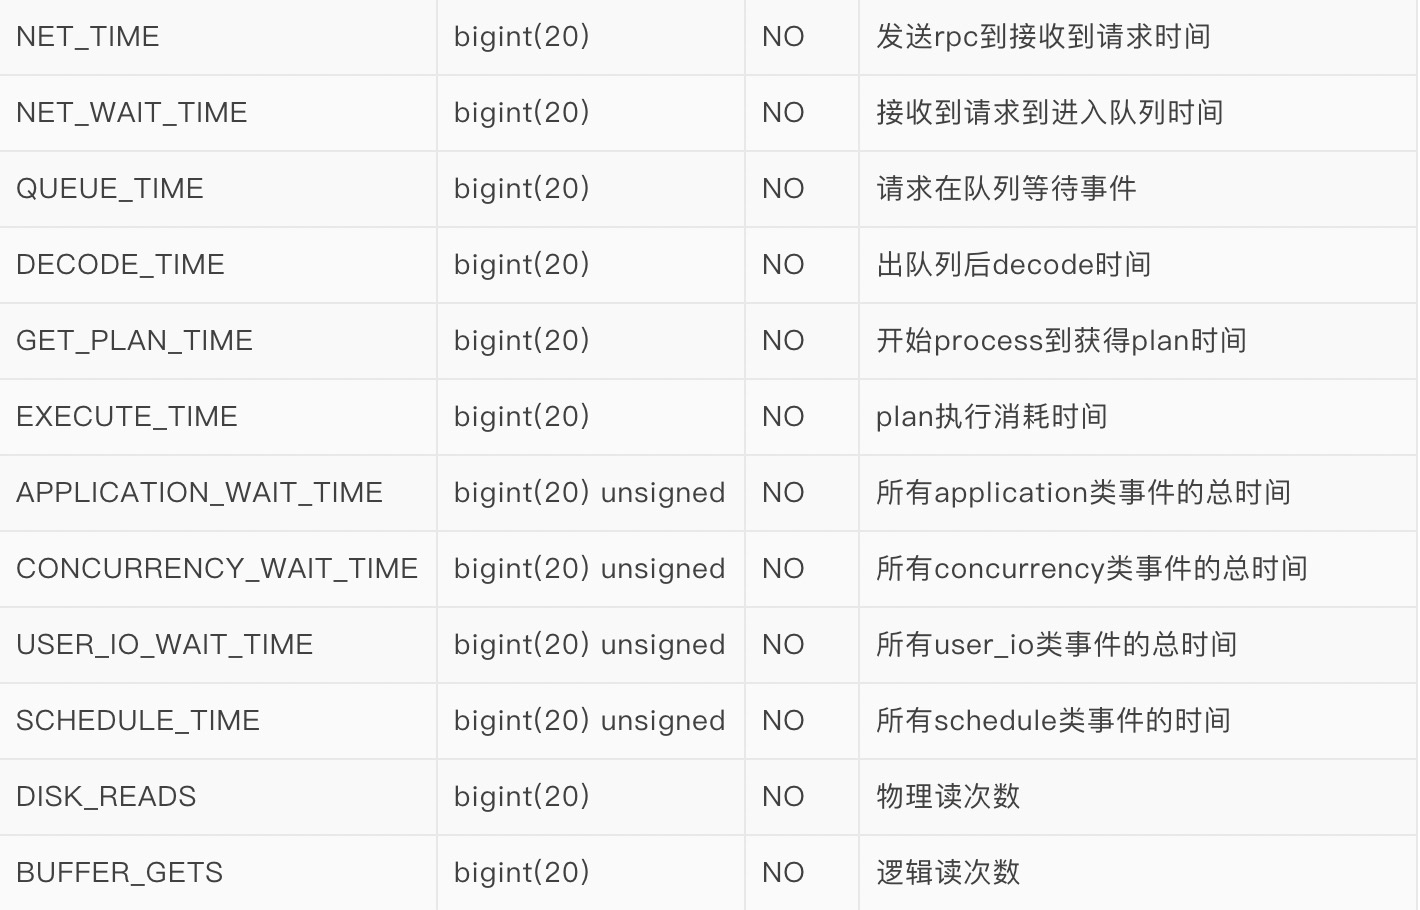 NET_TIME bigint(20) NO 发送rpc到接收到请求时间
NET_WAIT_TIME bigint(20) NO 接收到请求到进入队列时间
QUEUE_TIME bigint(20) NO 请求在队列等待事件
DECODE_TIME bigint(20) NO 出队列后decode时间
GET_PLAN_TIME bigint(20) NO 开始process到获得plan时间
EXECUTE_TIME bigint(20) NO plan执行消耗时间
APPLICATION_WAIT_TIME bigint(20) unsigned NO 所有application类事件的总时间
CONCURRENCY_WAIT_TIME bigint(20) unsigned NO 所有concurrency类事件的总时间
USER_IO_WAIT_TIME bigint(20) unsigned NO 所有user_io类事件的总时间
SCHEDULE_TIME bigint(20) unsigned NO 所有schedule类事件的时间
DISK_READS bigint(20) NO 物理读次数
BUFFER_GETS bigint(20) NO 逻辑读次数